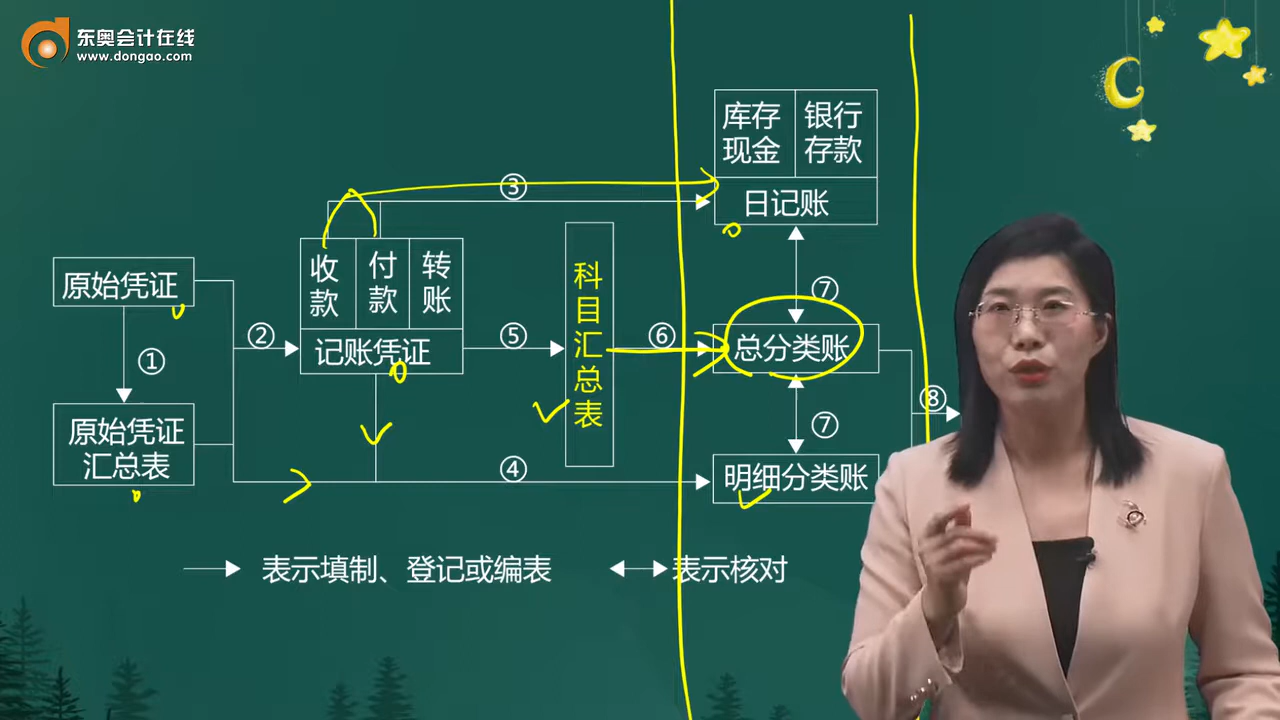 东奥会计在线
www.dongao.com
库存
现金
银行
存款
日记账
③
收
款
付
款
转
账
记账凭证
原始凭证
①
②
原始凭证
汇总表
⑤
科
目
汇
总
表
⑥
⑦
总分类账
⑧
⑦
④
明细分类账
表示填制、登记或编表
表示核对